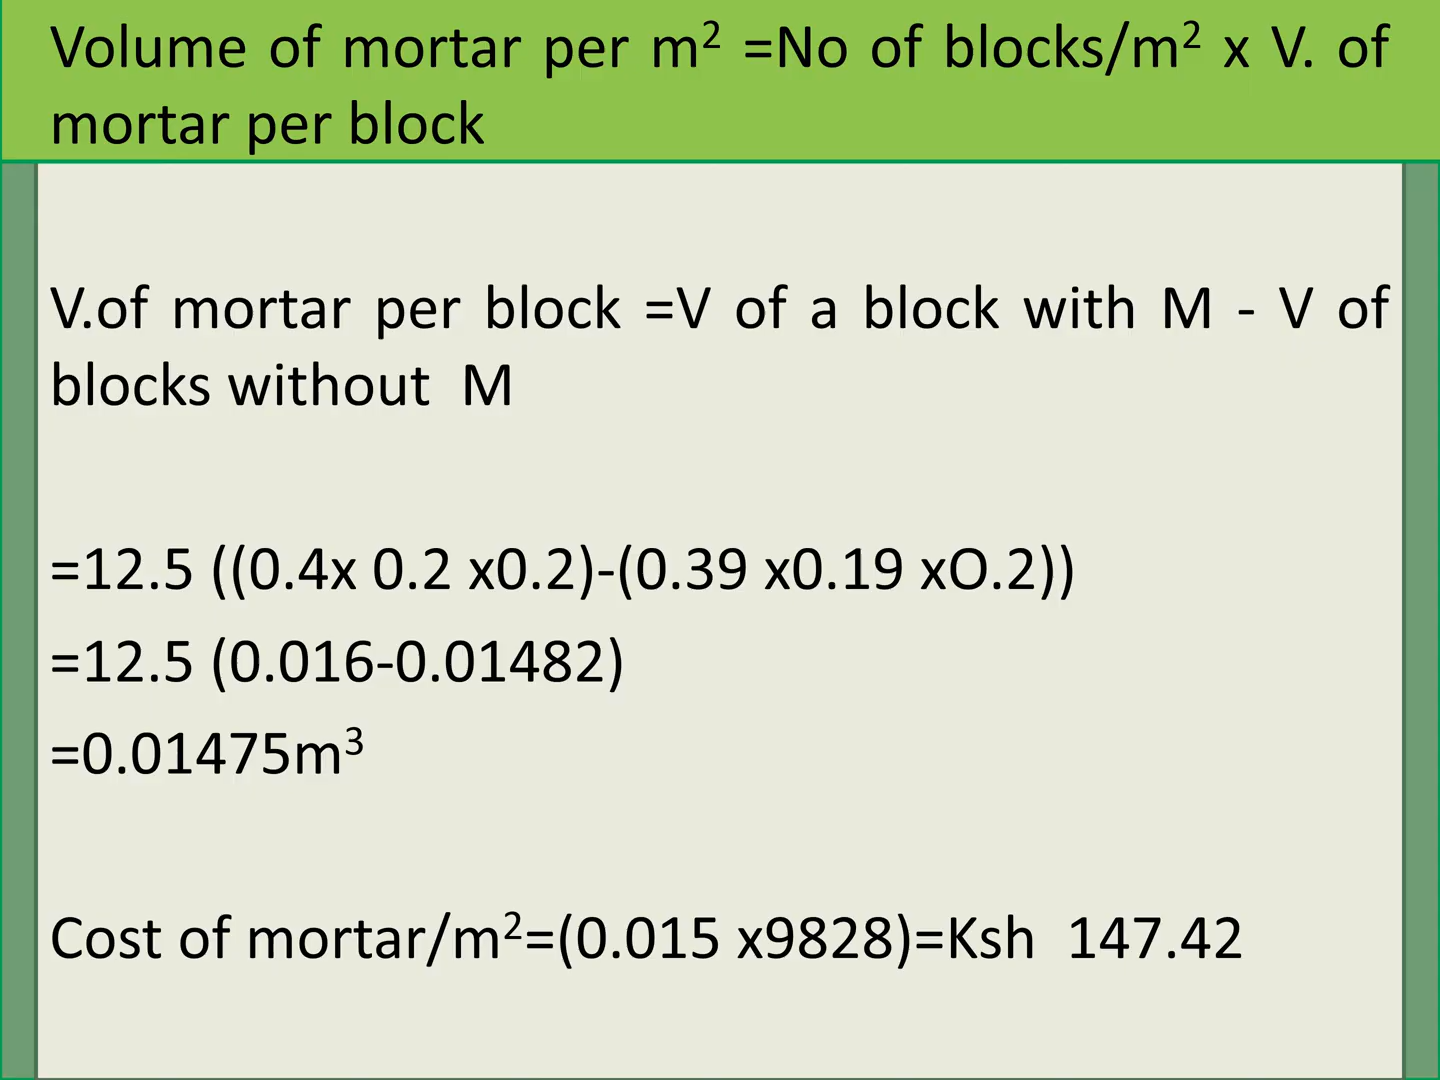 Volume of mortar per m² =No of blocks/m² x V. of
mortar per block
V.of mortar per block =V of a block with M - V of
blocks without  M
=12.5 ((0.4x 0.2 x0.2)-(0.39 x0.19 xO.2))
=12.5 (0.016-0.01482)
=0.01475m³
Cost of mortar/m²=(0.015 x9828)=Ksh  147.42